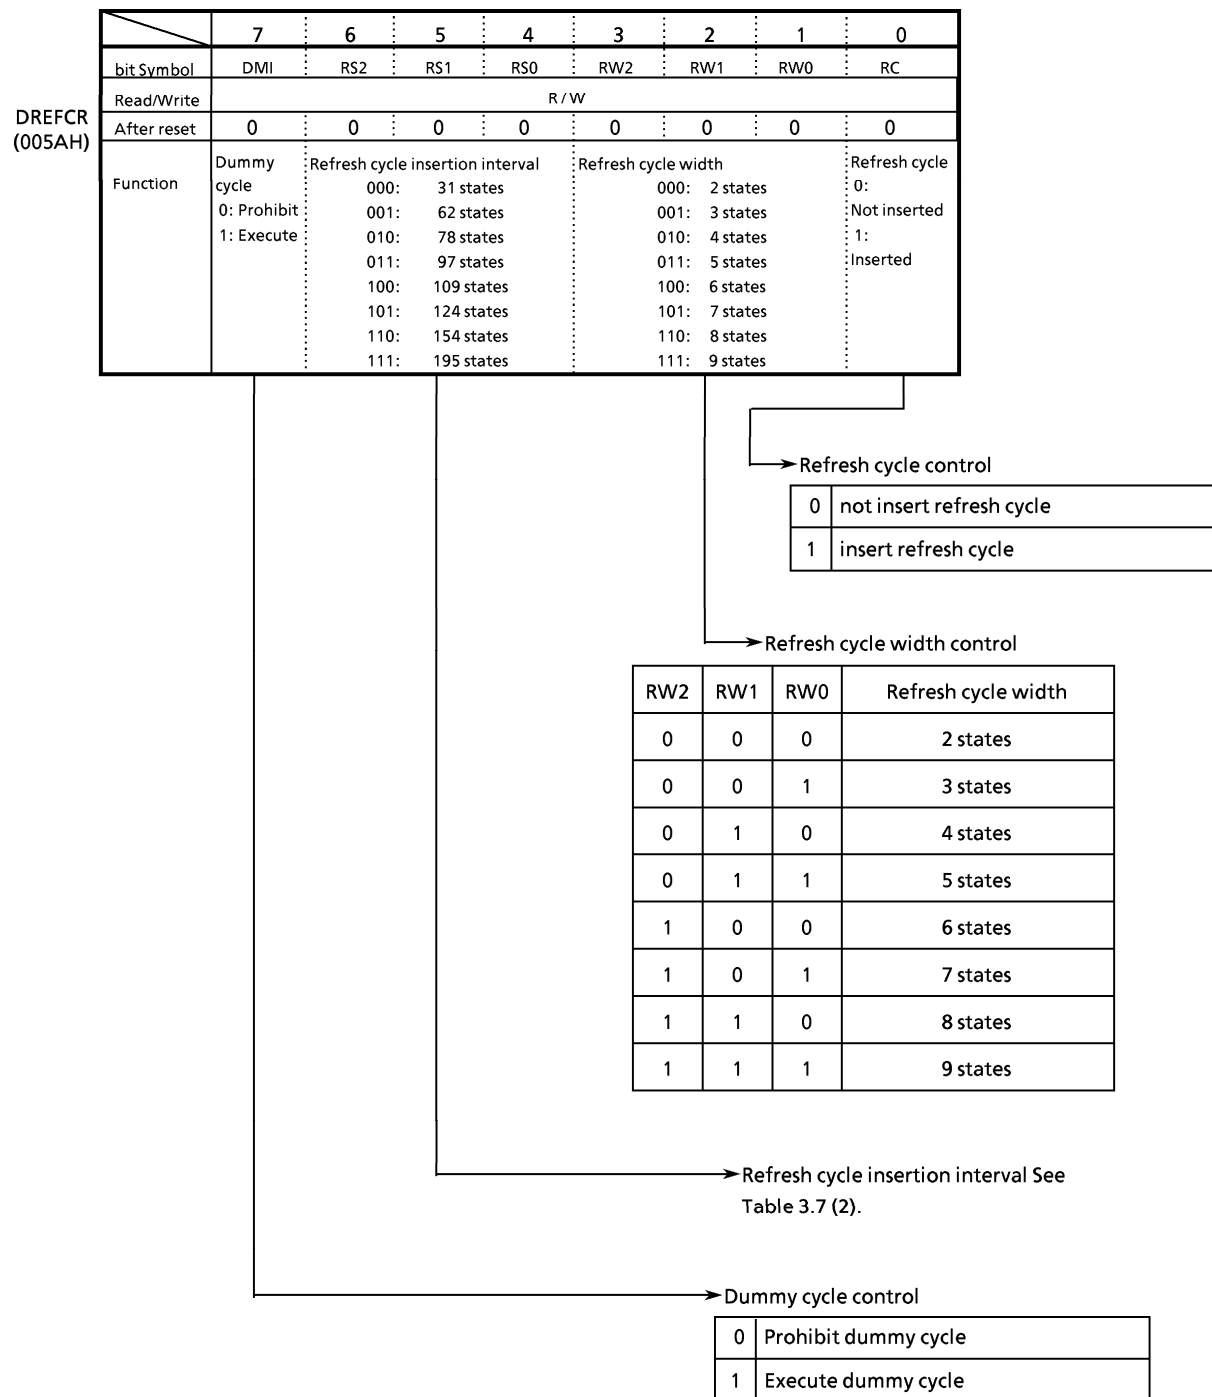 7 6 5 4 3 2 1 0
bit Symbol DMI RS2 RS1 RS0 RW2 RW1 RW0 RC
Read/Write R / W
DREFCR
(005AH)
After reset 0 0 0 0 0 0 0 0
Function
Dummy
cycle
0: Prohibit
1: Execute
Refresh cycle insertion interval
000: 31 states
001: 62 states
010: 78 states
011: 97 states
100: 109 states
101: 124 states
110: 154 states
111: 195 states
Refresh cycle width
000: 2 states
001: 3 states
010: 4 states
011: 5 states
100: 6 states
101: 7 states
110: 8 states
111: 9 states
Refresh cycle
0:
Not inserted
1:
Inserted
Refresh cycle control
0 not insert refresh cycle
1 insert refresh cycle
Refresh cycle width control
RW2 RW1 RW0 Refresh cycle width
0 0 0 2 states
0 0 1 3 states
0 1 0 4 states
0 1 1 5 states
1 0 0 6 states
1 0 1 7 states
1 1 0 8 states
1 1 1 9 states
Refresh cycle insertion interval See
Table 3.7 (2).
Dummy cycle control
0 Prohibit dummy cycle
1 Execute dummy cycle